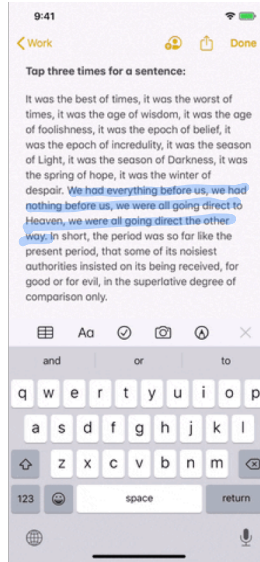 9:41
Work
Done
Tap three times for a sentence:
It was the best of times, it was the worst of
times, it was the age of wisdom, it was the age
of foolishness, it was the epoch of belief, it
was the epoch of incredulity, it was the season
of Light, it was the season of Darkness, it was
the spring of hope, it was the winter of
despair. We had everything before us, we had
nothing before us, we were all going direct to
Heaven, we were all going direct the other
way. In short, the period was so far like the
present period, that some of its noisiest
authorities insisted on its being received, for
good or for evil, in the superlative degree of
comparison only.
Aa
and or to
q w e r t y u i o p
a s d f g h j k l
z x c v b n m
123 space return